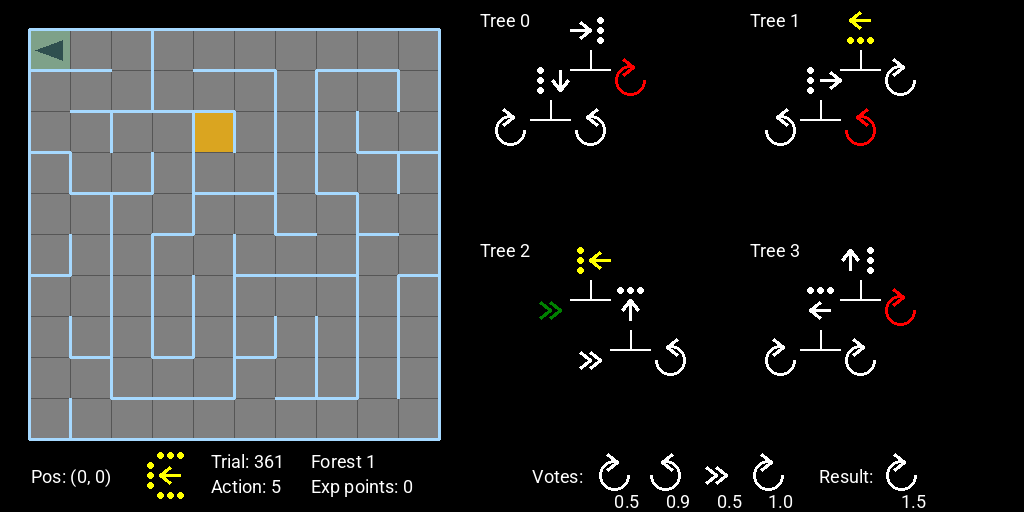 Tree 0
Tree 1
Tree 2
Tree 3
Pos: (0, 0)
Trial: 361
Forest 1
Action: 5
Exp points: 0
Votes:
0.5
0.9
0.5
1.0
Result:
1.5